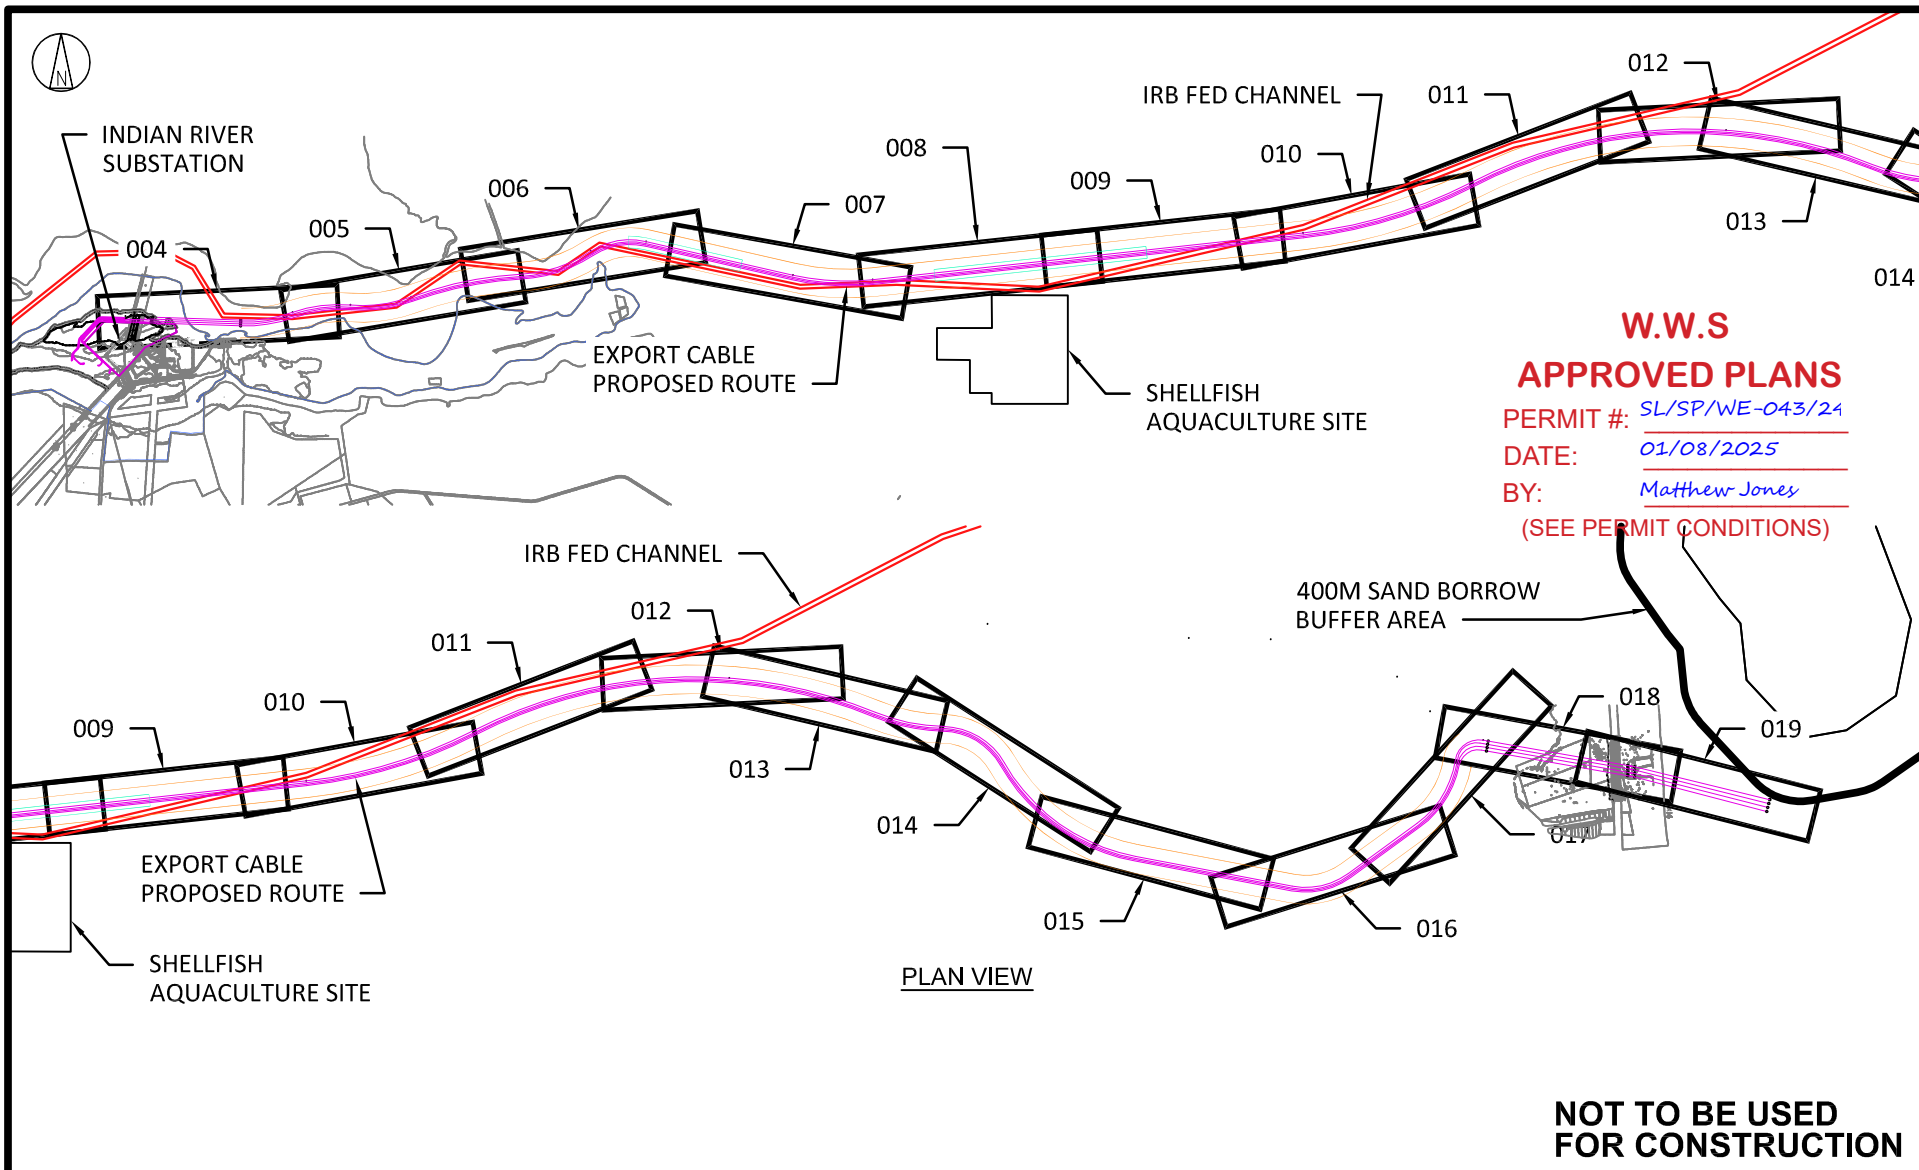 N
INDIAN RIVER
SUBSTATION
004
005
006
007
008
009
010
IRB FED CHANNEL
011
012
013
014
EXPORT CABLE
PROPOSED ROUTE
SHELLFISH
AQUACULTURE SITE
W.W.S
APPROVED PLANS
PERMIT #: SL/SP/WE-043/24
DATE: 01/08/2025
BY: Matthew Jones
(SEE PERMIT CONDITIONS)
IRB FED CHANNEL
009
010
011
012
013
014
015
016
017
018
019
400M SAND BORROW
BUFFER AREA
EXPORT CABLE
PROPOSED ROUTE
SHELLFISH
AQUACULTURE SITE
PLAN VIEW
NOT TO BE USED
FOR CONSTRUCTION